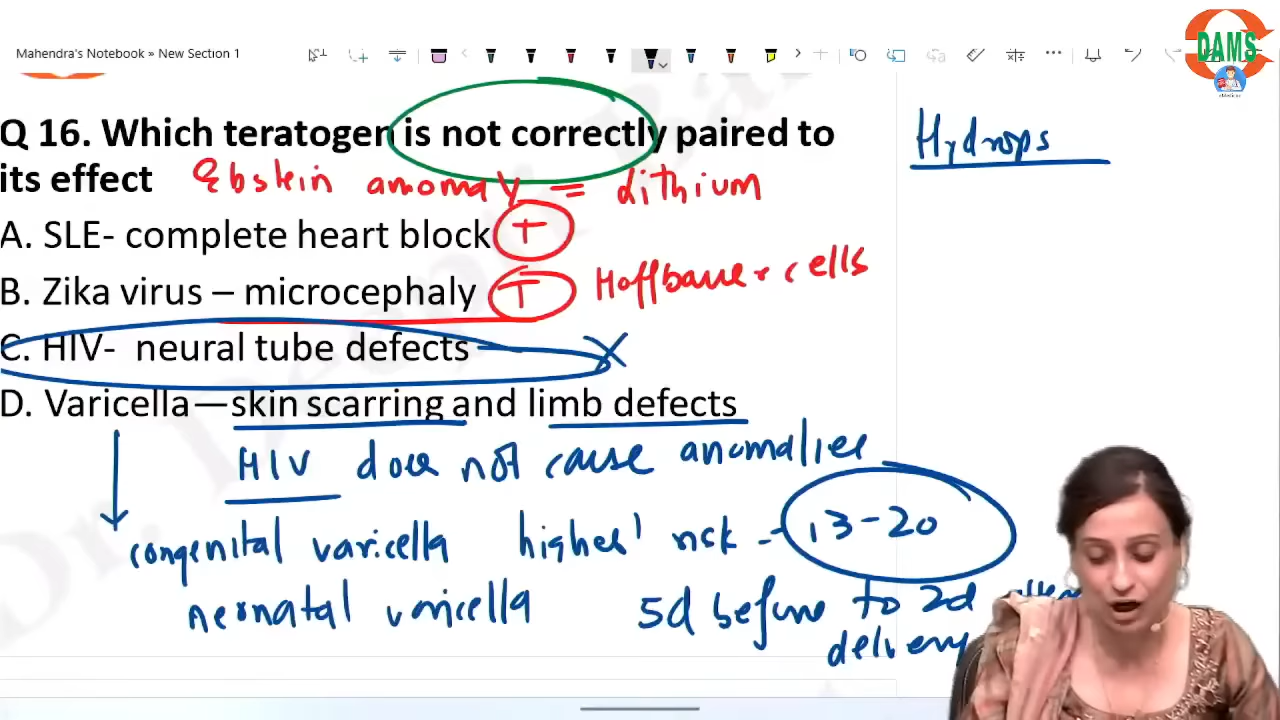 Mahendra's Notebook » New Section 1
DAMS
Q 16. Which teratogen is not correctly paired to
its effect
Ebstein anomay = Lithium
A. SLE- complete heart block T
B. Zika virus – microcephaly T Hoffbauer cells
C. HIV- neural tube defects X
D. Varicella—skin scarring and limb defects
HIV does not cause anomalies
congenital varicella highest risk - 13-20
neonatal varicella 5d before to 2d after
delivery
Hydrops